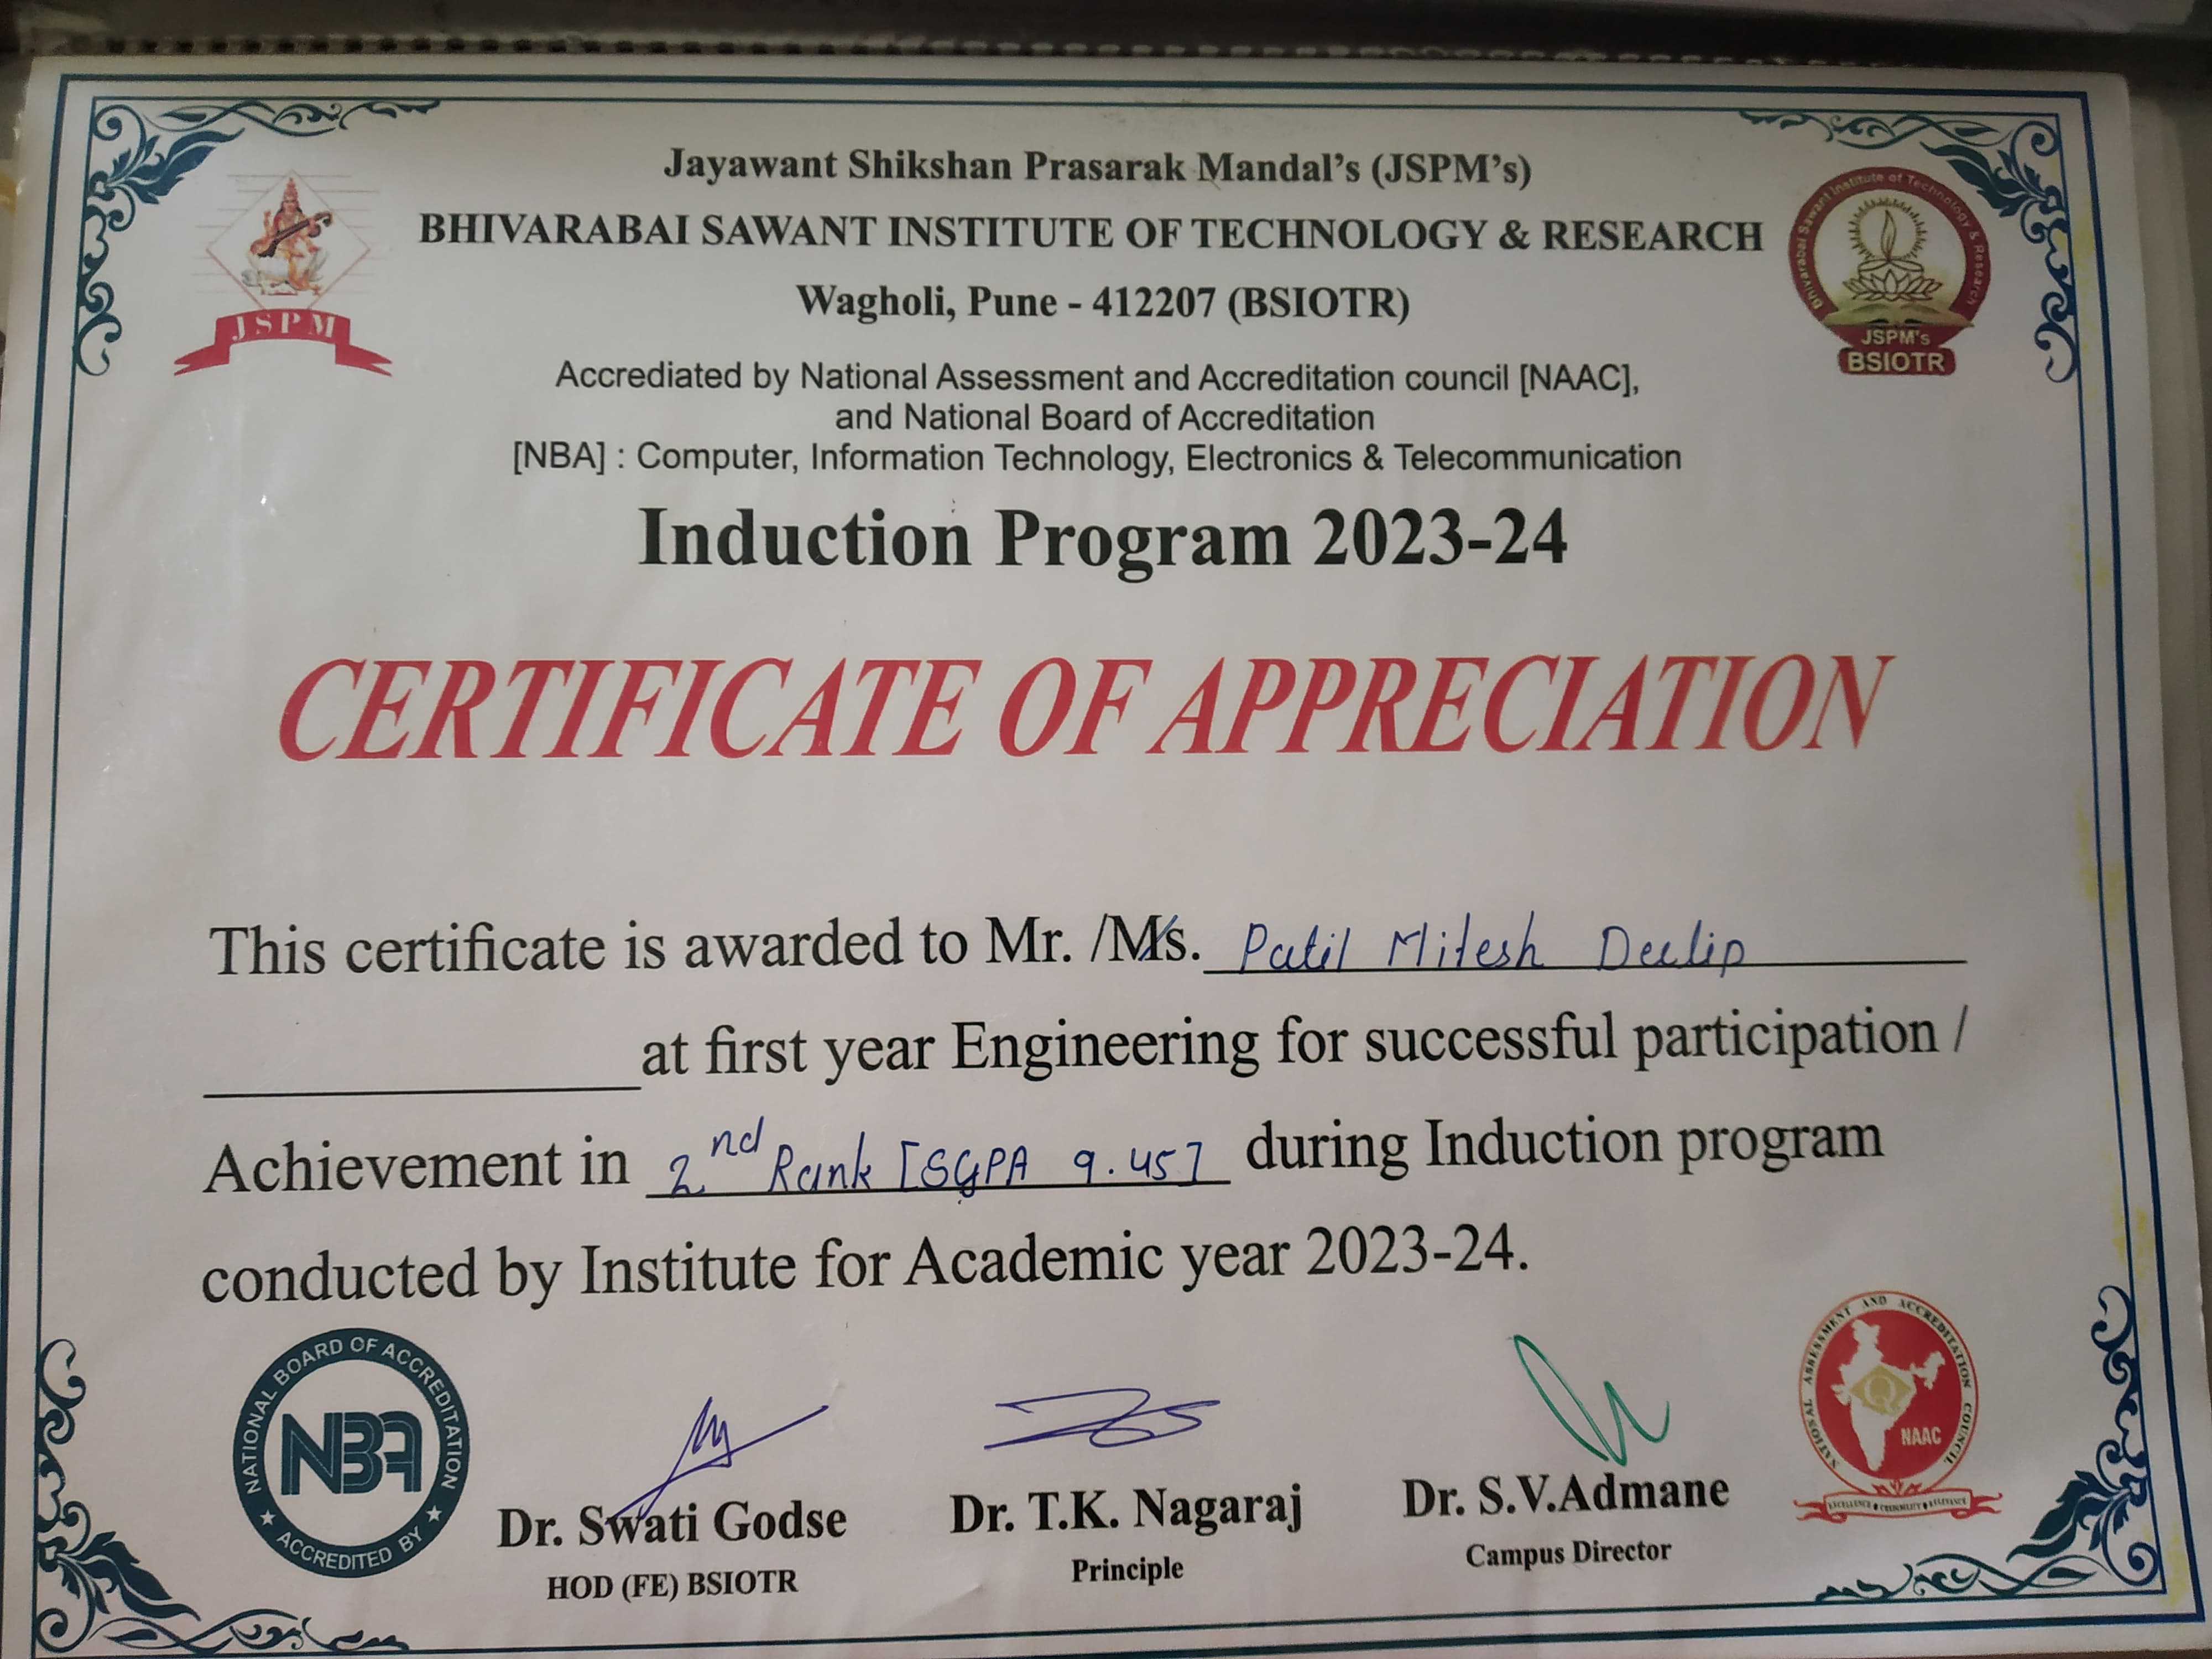 Jayawant Shikshan Prasarak Mandal's (JSPM's)
BHIVARABAI SAWANT INSTITUTE OF TECHNOLOGY & RESEARCH
Wagholi, Pune - 412207 (BSIOTR)
JSPM
Bhivarabai Sawant Institute of Technology & Research
JSPM's
BSIOTR
Accrediated by National Assessment and Accreditation council [NAAC],
and National Board of Accreditation
[NBA] : Computer, Information Technology, Electronics & Telecommunication
Induction Program 2023-24
CERTIFICATE OF APPRECIATION
This certificate is awarded to Mr. /Ms. Patil Mitesh Deelip
at first year Engineering for successful participation /
Achievement in 2nd Rank [SGPA 9.45] during Induction program
conducted by Institute for Academic year 2023-24.
NATIONAL BOARD OF ACCREDITATION
NBA
★ ACCREDITED BY ★
Dr. Swati Godse
HOD (FE) BSIOTR
Dr. T.K. Nagaraj
Principle
Dr. S.V.Admane
Campus Director
NATIONAL ASSESSMENT AND ACCREDITATION COUNCIL
Q
NAAC
EXCELLENCE ♦ CREDIBILITY ♦ RELEVANCE